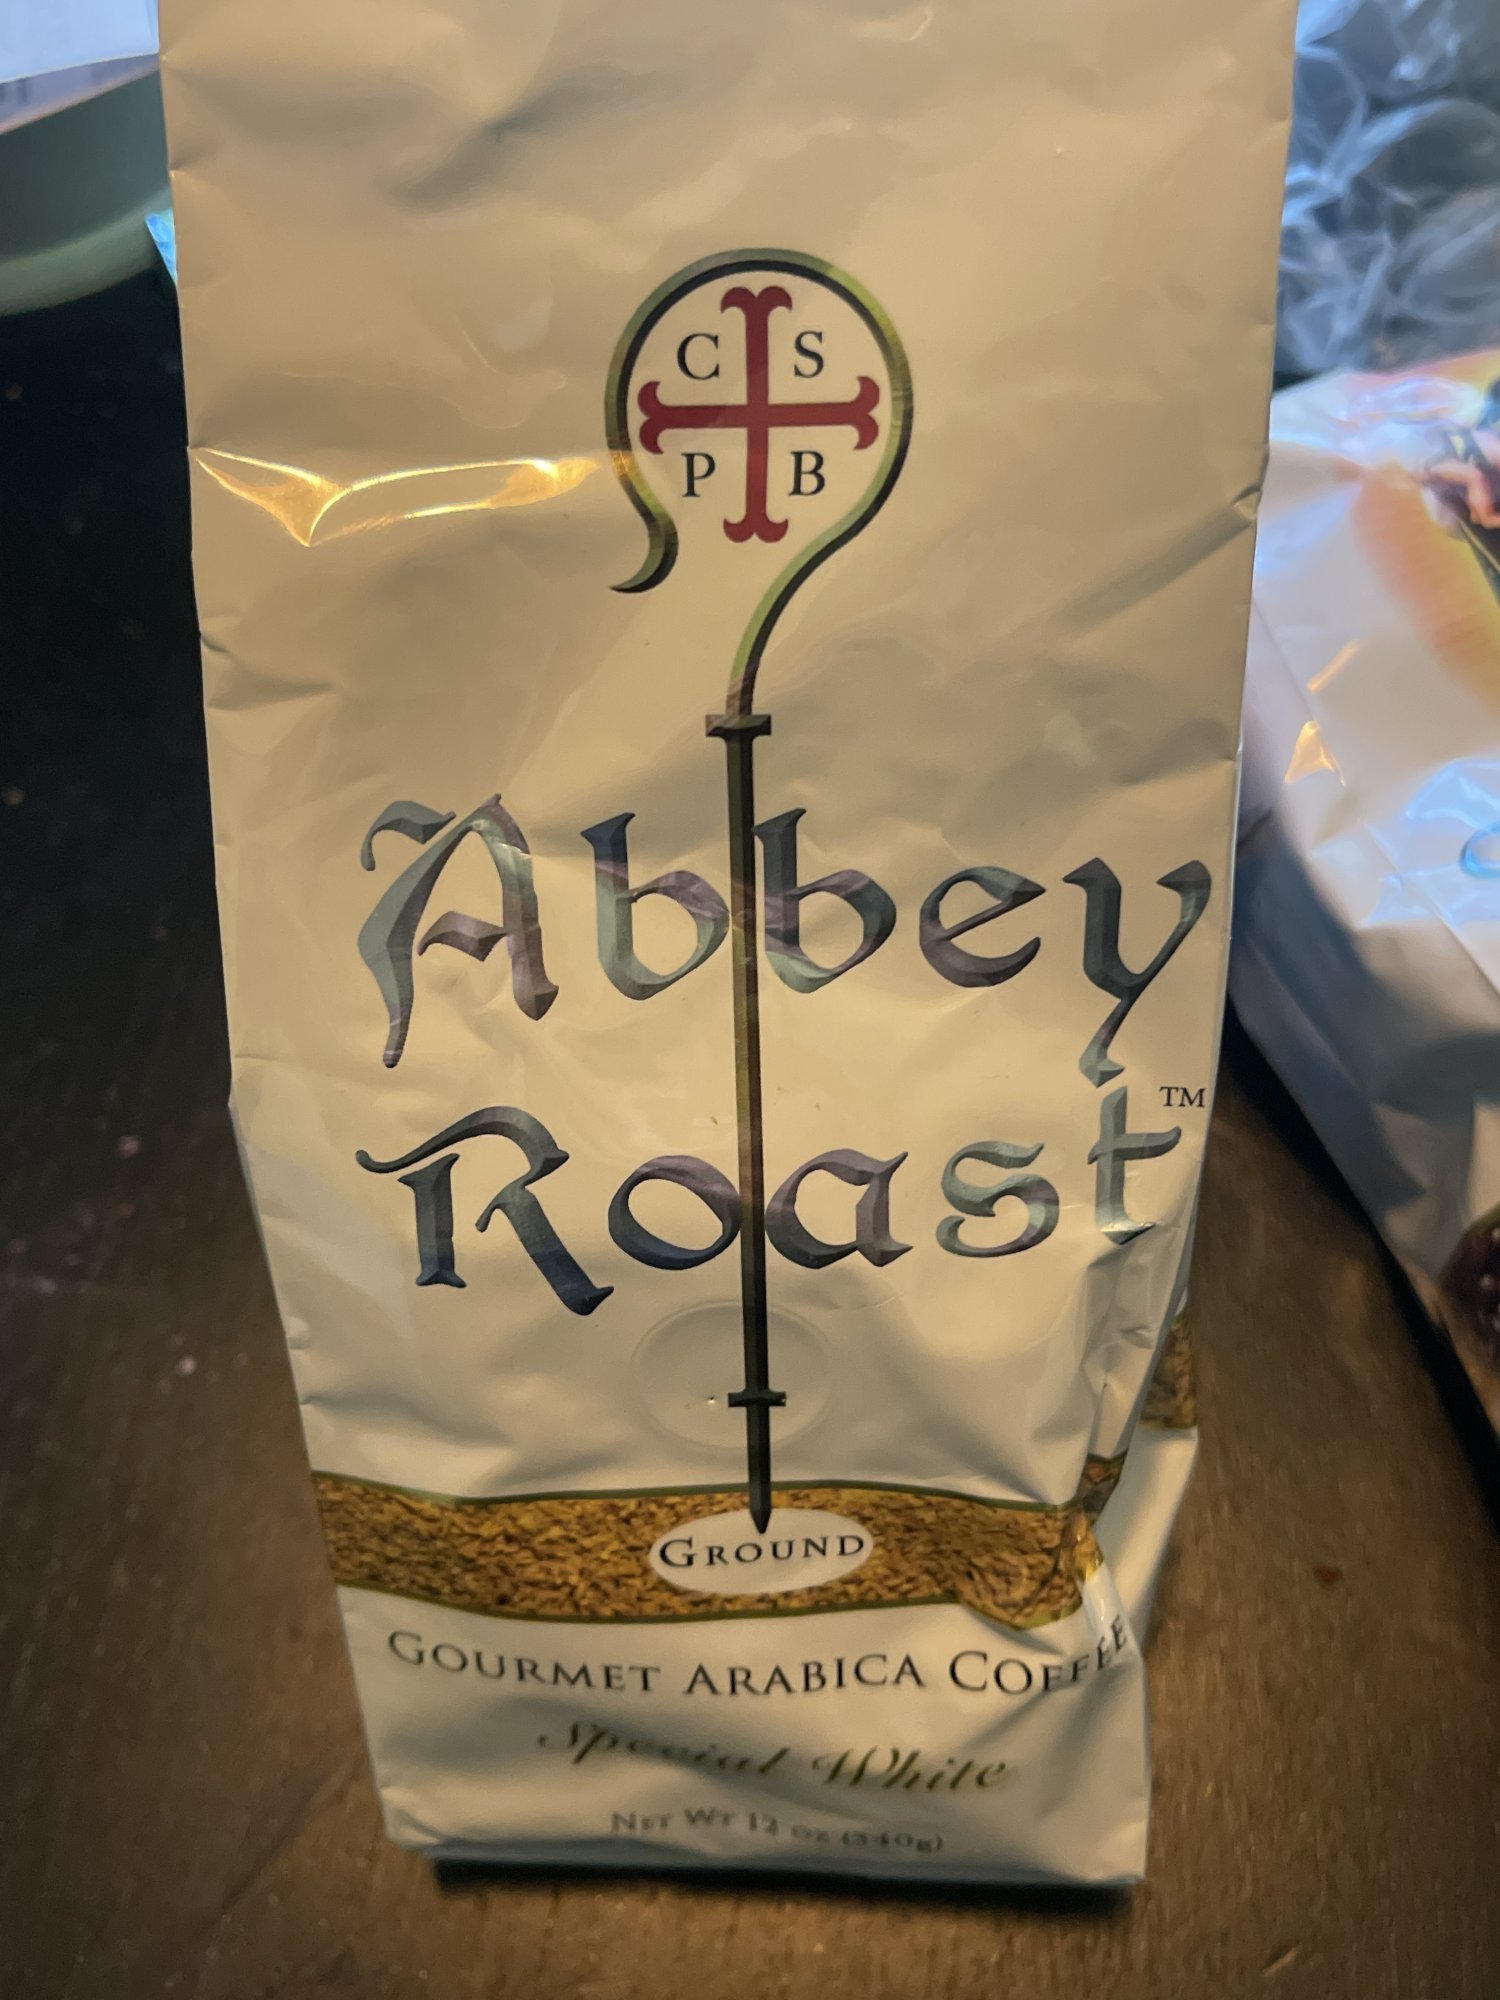 C S
P B
Abbey
Roast™
GROUND
GOURMET ARABICA COFFEE
Special White
NET WT 12 OZ (340g)